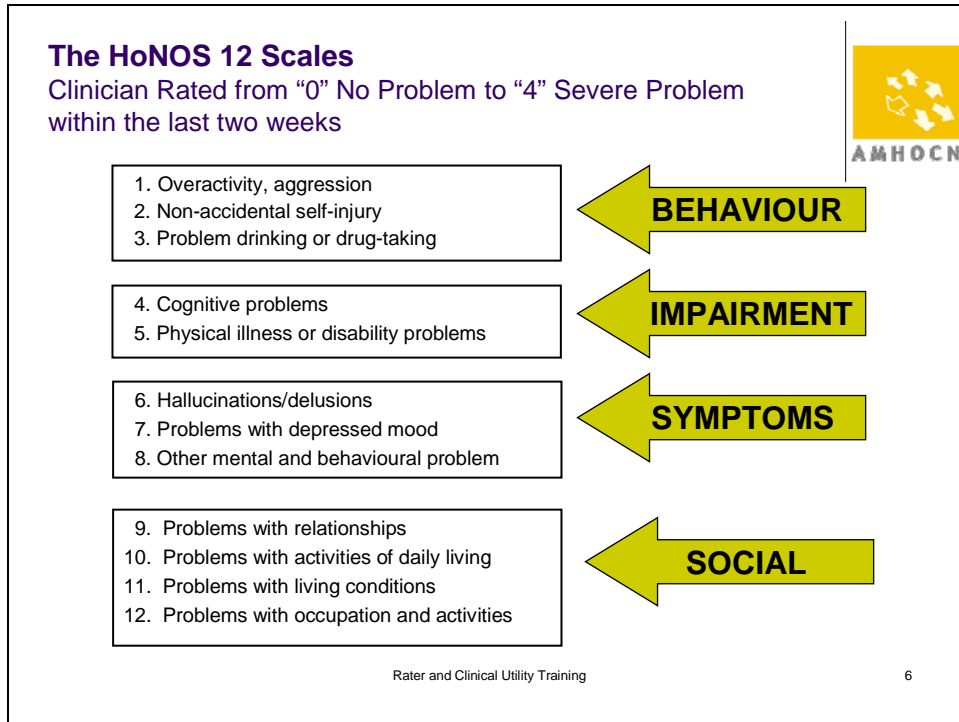 The HoNOS 12 Scales
Clinician Rated from “0” No Problem to “4” Severe Problem
within the last two weeks
AMHOCN
1. Overactivity, aggression
2. Non-accidental self-injury
3. Problem drinking or drug-taking
BEHAVIOUR
4. Cognitive problems
5. Physical illness or disability problems
IMPAIRMENT
6. Hallucinations/delusions
7. Problems with depressed mood
8. Other mental and behavioural problem
SYMPTOMS
9. Problems with relationships
10. Problems with activities of daily living
11. Problems with living conditions
12. Problems with occupation and activities
SOCIAL
Rater and Clinical Utility Training
6